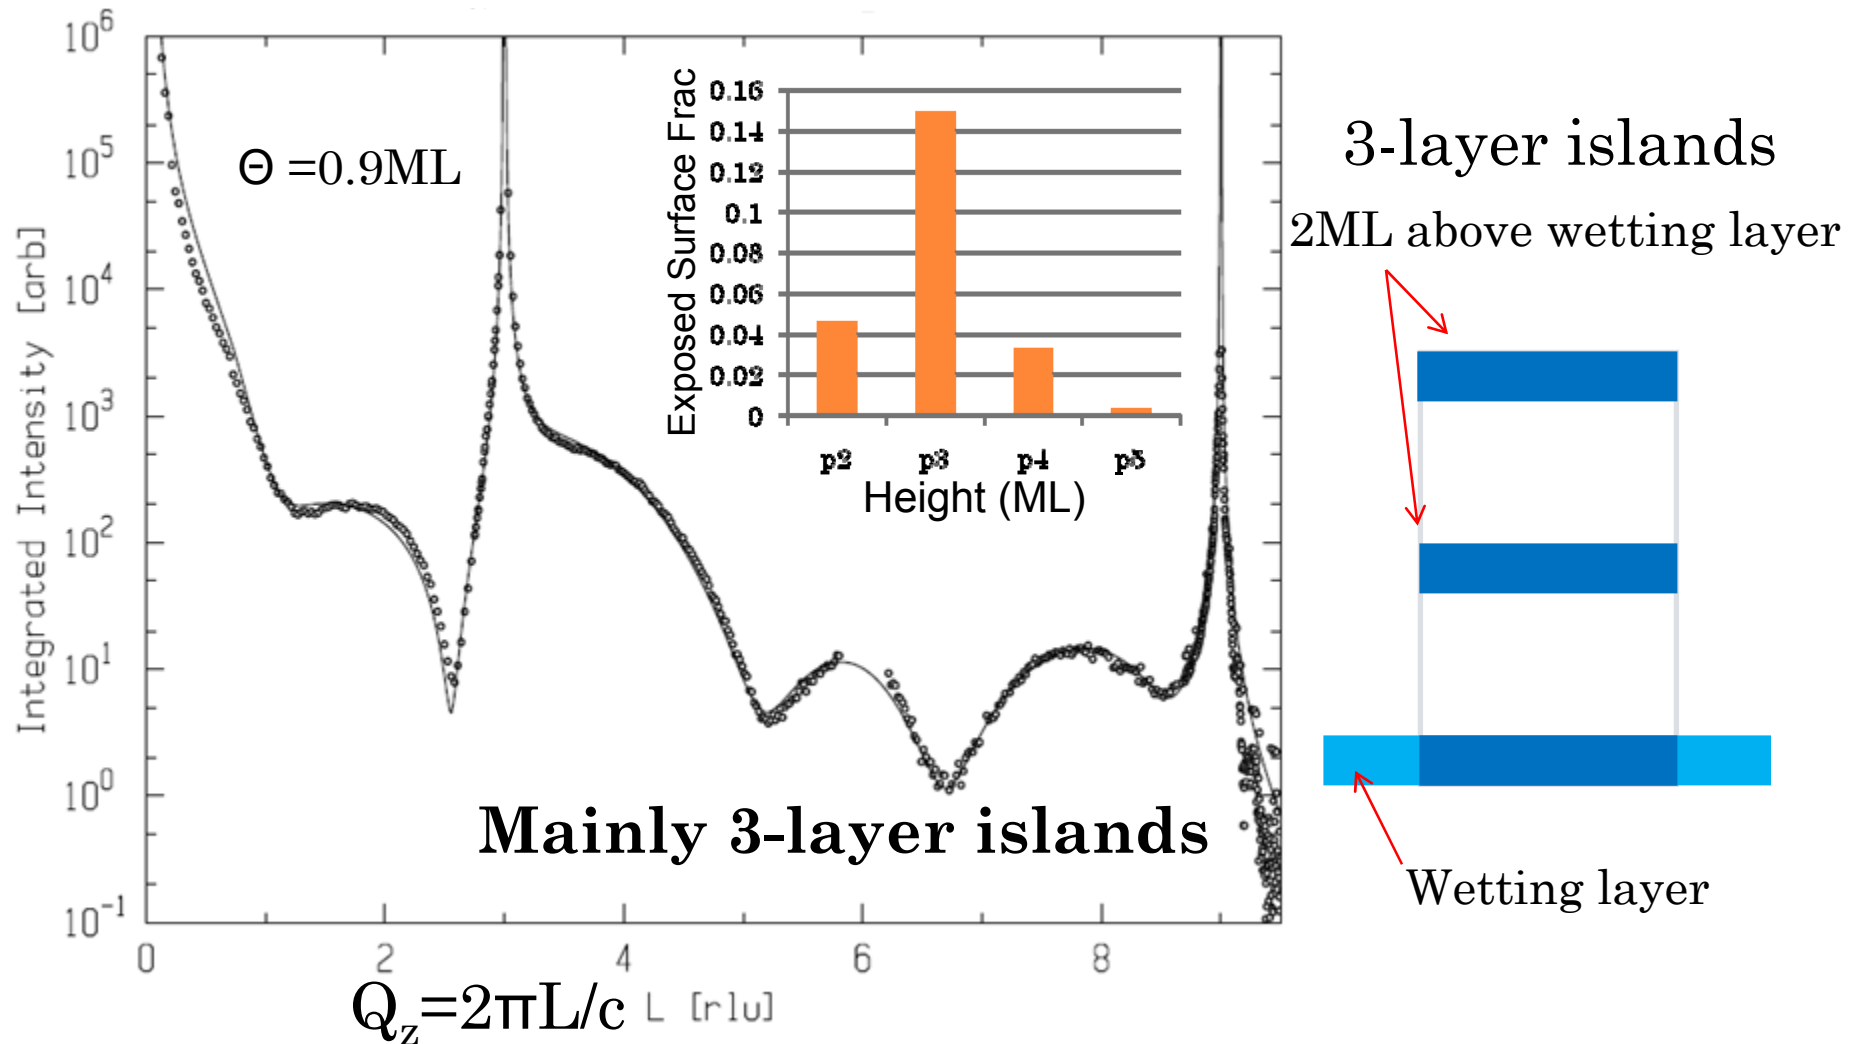 Integrated Intensity [arb]
10^6
10^5
10^4
10^3
10^2
10^1
10^0
10^-1
0
2
4
6
8
L [rlu]
Q_z=2πL/c
Θ =0.9ML
Exposed Surface Frac
0.16
0.14
0.12
0.1
0.08
0.06
0.04
0.02
0
p2
p3
p4
p5
Height (ML)
Mainly 3-layer islands
3-layer islands
2ML above wetting layer
Wetting layer